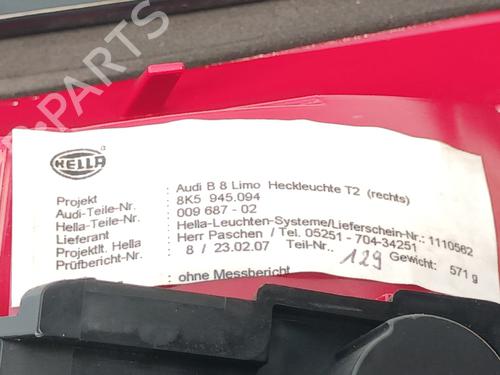 HELLA
Projekt : Audi B 8 Limo Heckleuchte T2 (rechts)
Audi-Teile-Nr. : 8K5 945.094
Hella-Teile-Nr. : 009 687 - 02
Lieferant : Hella-Leuchten-Systeme/Lieferschein-Nr.: 1110562
Projektlt. Hella : Herr Paschen / Tel. 05251 - 704-34251
Prüfbericht-Nr. : 8 / 23.02.07 Teil-Nr.. 129 Gewicht: 571 g
: ohne Messbericht